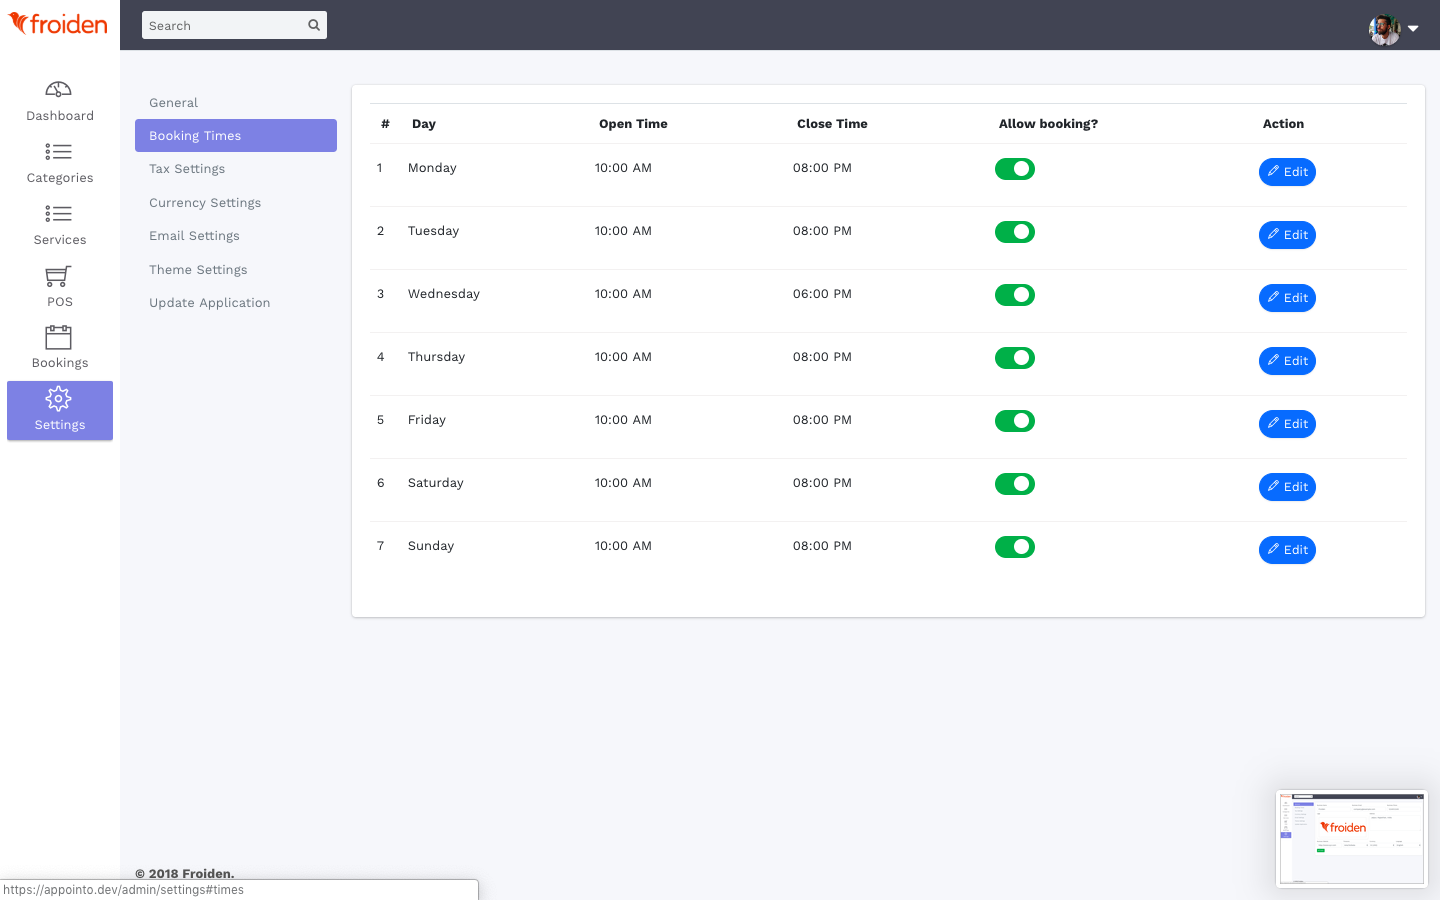 froiden
Search
Dashboard
Categories
Services
POS
Bookings
Settings
General
Booking Times
Tax Settings
Currency Settings
Email Settings
Theme Settings
Update Application
# Day Open Time Close Time Allow booking? Action
1 Monday 10:00 AM 08:00 PM Edit
2 Tuesday 10:00 AM 08:00 PM Edit
3 Wednesday 10:00 AM 06:00 PM Edit
4 Thursday 10:00 AM 08:00 PM Edit
5 Friday 10:00 AM 08:00 PM Edit
6 Saturday 10:00 AM 08:00 PM Edit
7 Sunday 10:00 AM 08:00 PM Edit
froiden
© 2018 Froiden.
https://appointo.dev/admin/settings#times